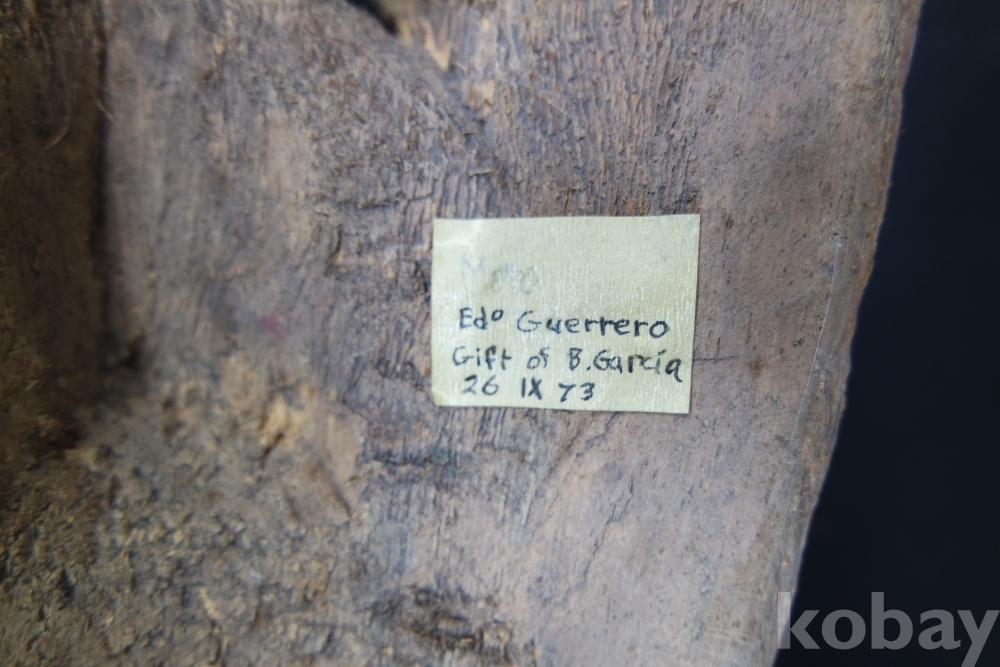 Edº Guerrero
Gift of B. García
26 IX 73
kobay